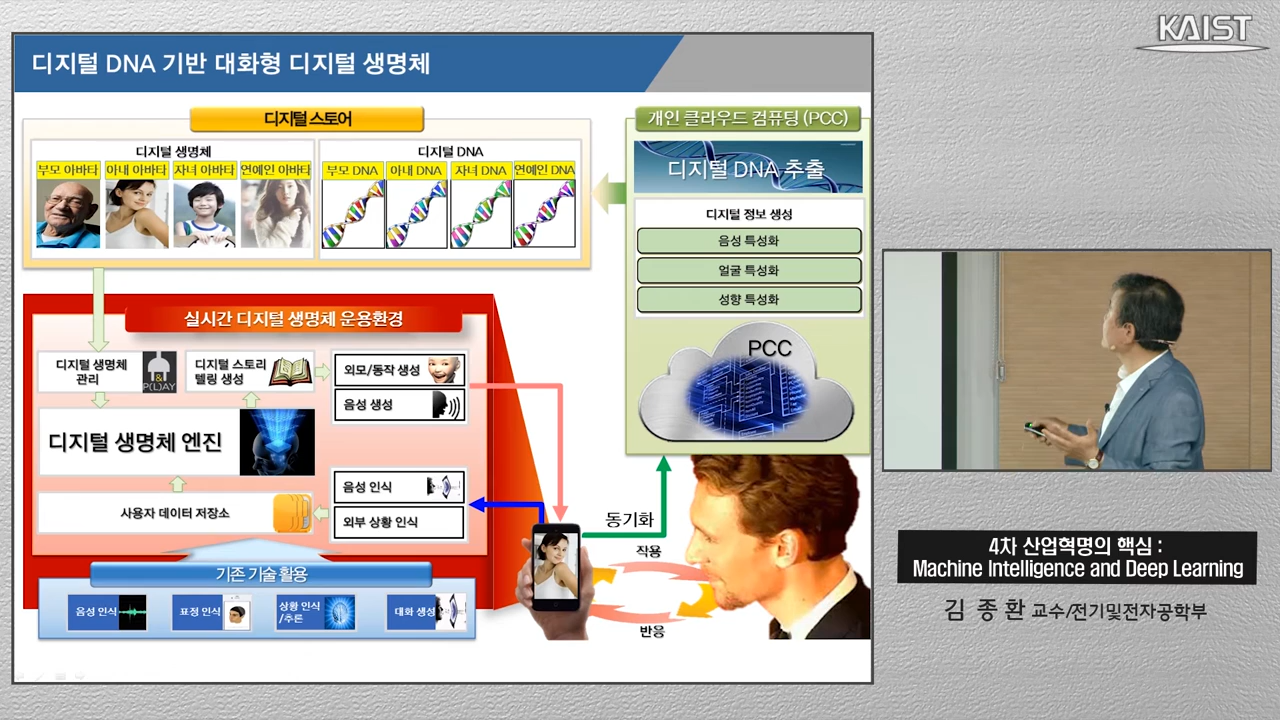 KAIST
디지털 DNA 기반 대화형 디지털 생명체
디지털 스토어
디지털 생명체
부모 아바타
아내 아바타
자녀 아바타
연예인 아바타
디지털 DNA
부모 DNA
아내 DNA
자녀 DNA
연예인 DNA
개인 클라우드 컴퓨팅 (PCC)
디지털 DNA 추출
디지털 정보 생성
음성 특성화
얼굴 특성화
성향 특성화
PCC
실시간 디지털 생명체 운용환경
디지털 생명체
관리
&
P(L)AY
디지털 스토리
텔링 생성
외모/동작 생성
음성 생성
디지털 생명체 엔진
음성 인식
사용자 데이터 저장소
외부 상황 인식
동기화
작용
반응
기존 기술 활용
음성 인식
표정 인식
상황 인식
/추론
대화 생성
4차 산업혁명의 핵심 :
Machine Intelligence and Deep Learning
김 종 환 교수/전기및전자공학부